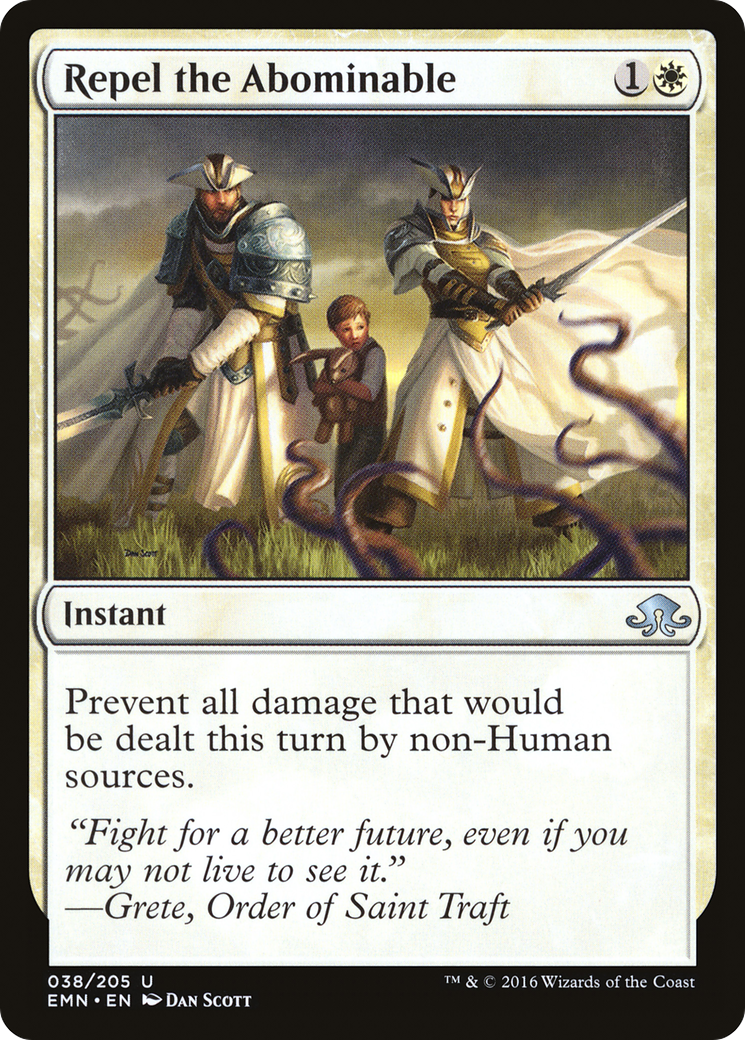 Repel the Abominable 1
DAN SCOTT
Instant
Prevent all damage that would
be dealt this turn by non-Human
sources.
“Fight for a better future, even if you
may not live to see it.”
—Grete, Order of Saint Traft
038/205 U
EMN • EN DAN SCOTT
™ & © 2016 Wizards of the Coast